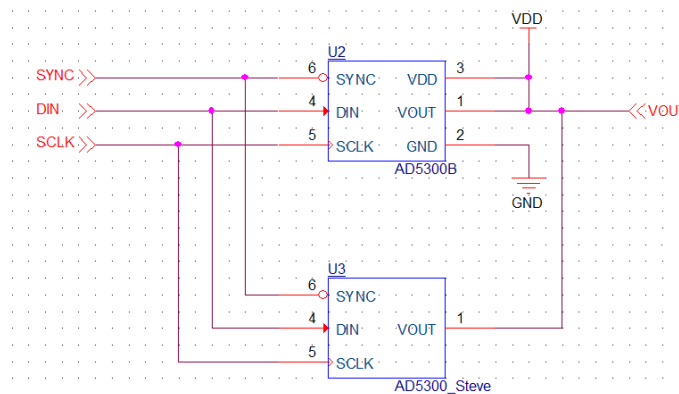 VDD
U2
SYNC 6 SYNC VDD 3
DIN 4 DIN VOUT 1 VOU
SCLK 5 SCLK GND 2
AD5300B
GND
U3
6 SYNC
4 DIN VOUT 1
5 SCLK
AD5300_Steve